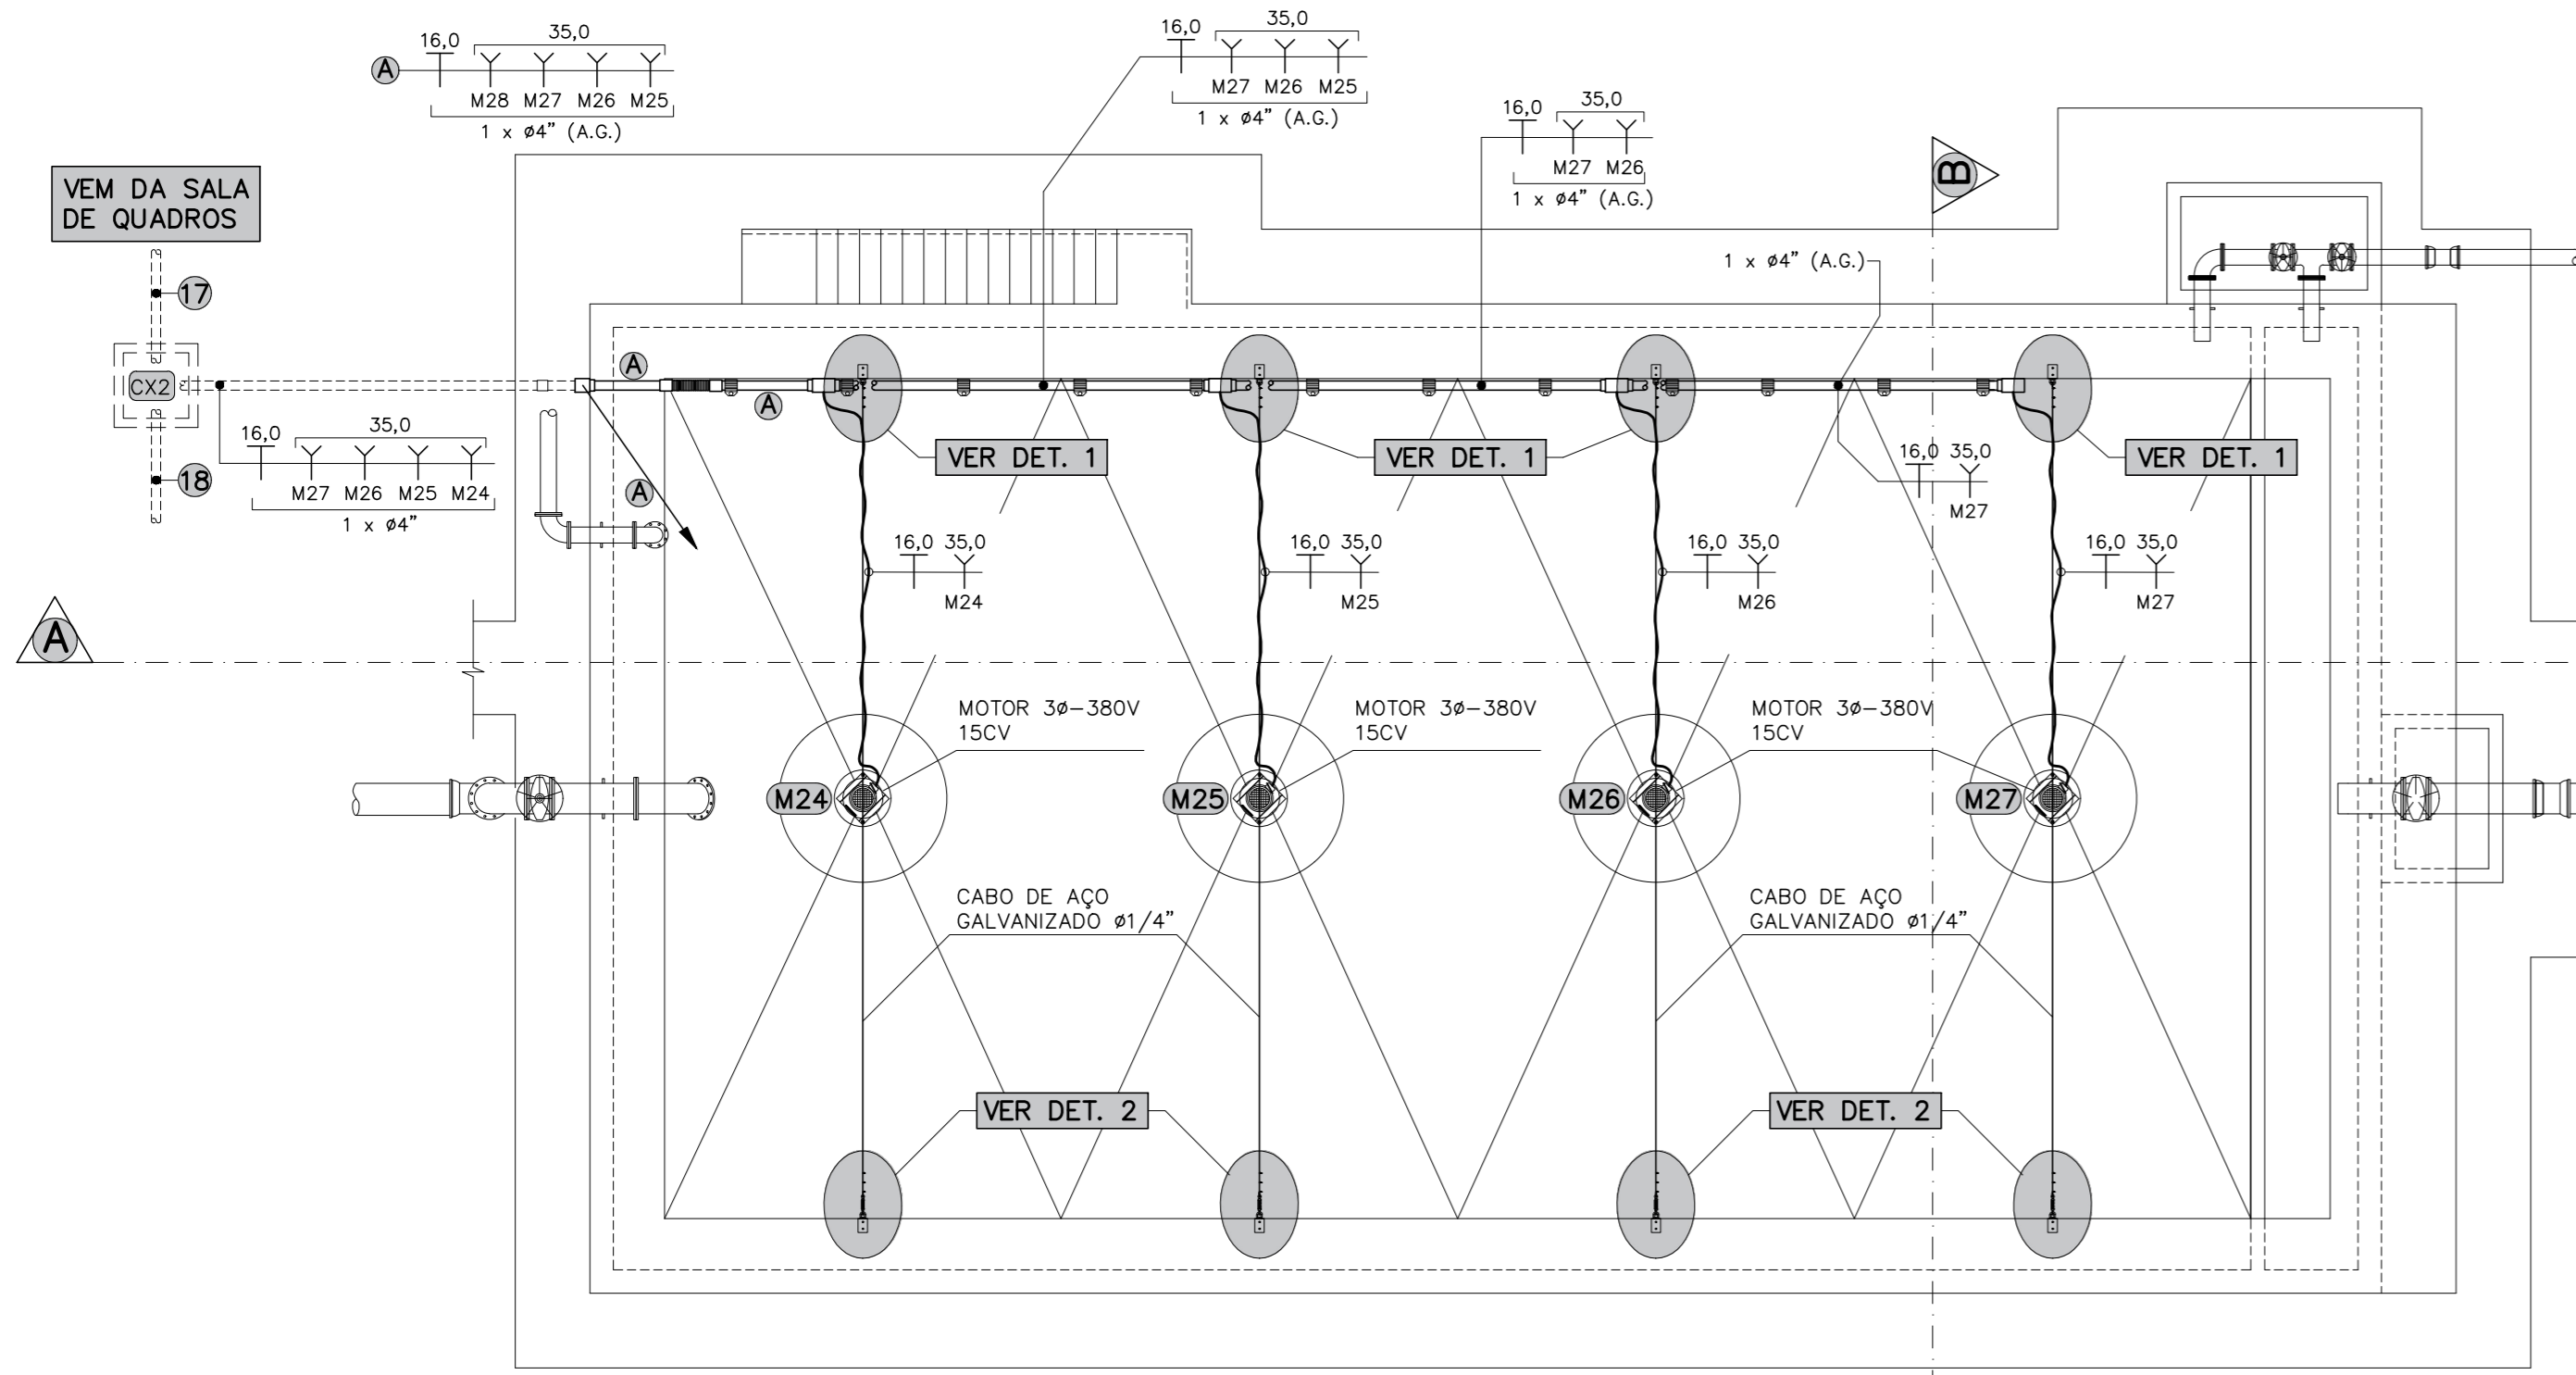 16,0 35,0
A
M28 M27 M26 M25
1 x ø4" (A.G.)
16,0 35,0
M27 M26 M25
1 x ø4" (A.G.)
16,0 35,0
M27 M26
1 x ø4" (A.G.)
B
VEM DA SALA
DE QUADROS
17
CX2
18
1 x ø4" (A.G.)
A
A
A
16,0 35,0
M27 M26 M25 M24
1 x ø4"
VER DET. 1
VER DET. 1
VER DET. 1
16,0 35,0
M27
16,0 35,0
M24
16,0 35,0
M25
16,0 35,0
M26
16,0 35,0
M27
A
MOTOR 3ø-380V
15CV
MOTOR 3ø-380V
15CV
MOTOR 3ø-380V
15CV
M24
M25
M26
M27
CABO DE AÇO
GALVANIZADO ø1/4"
CABO DE AÇO
GALVANIZADO ø1/4"
VER DET. 2
VER DET. 2